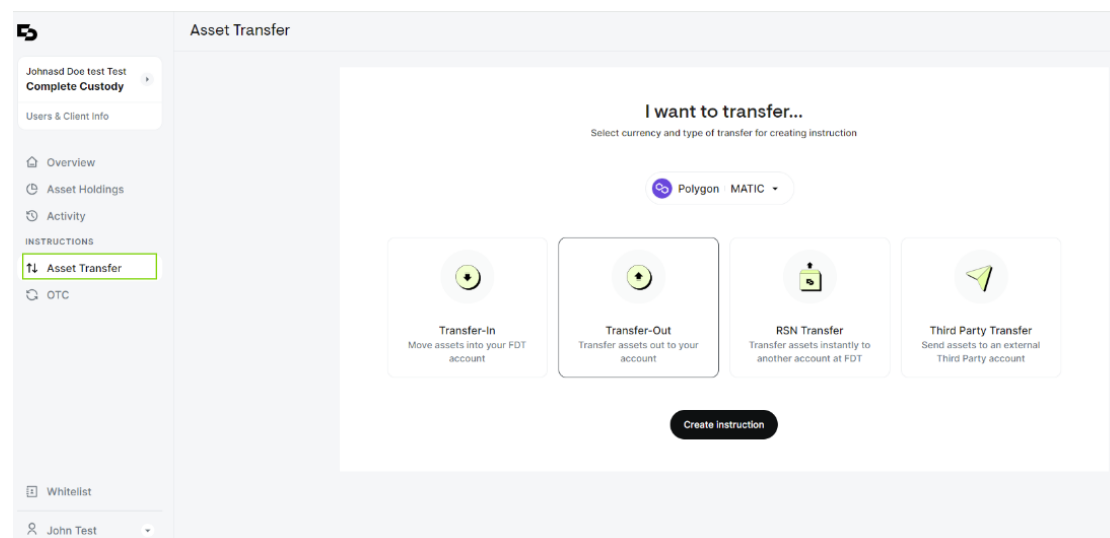 Asset Transfer
Johnasd Doe test Test
Complete Custody
Users & Client Info
Overview
Asset Holdings
Activity
INSTRUCTIONS
Asset Transfer
OTC
Whitelist
John Test
I want to transfer...
Select currency and type of transfer for creating instruction
Polygon MATIC
Transfer-In
Move assets into your FDT
account
Transfer-Out
Transfer assets out to your
account
RSN Transfer
Transfer assets instantly to
another account at FDT
Third Party Transfer
Send assets to an external
Third Party account
Create instruction